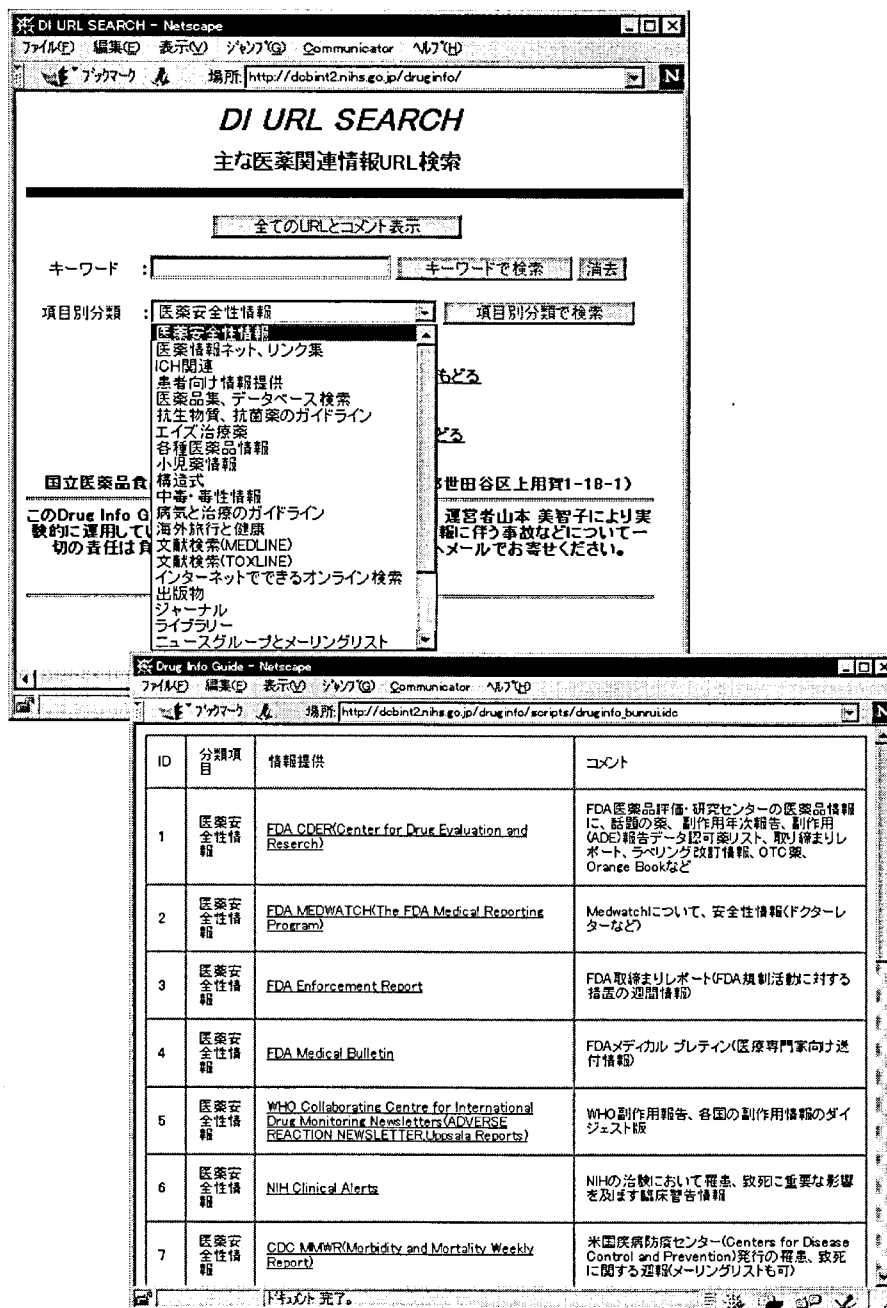 DI URL SEARCH - Netscape
ファイル(F) 編集(E) 表示(V) ジャンプ(G) Communicator ヘルプ(H)
ブックマーク 場所: http://dcbint2.nihs.go.jp/druginfo/
DI URL SEARCH
主な医薬関連情報URL検索
全てのURLとコメント表示
キーワード : キーワードで検索 消去
項目別分類 : 医薬安全性情報 項目別分類で検索
医薬安全性情報
医薬情報ネット、リンク集
ICH関連
患者向け情報提供
もどる
医薬品集、データベース検索
抗生物質、抗菌薬のガイドライン
エイズ治療薬
どる
各種医薬品情報
小児薬情報
構造式
国立医薬品食 世田谷区上用賀1-18-1)
中毒・毒性情報
病気と治療のガイドライン
このDrug Info G 運営者山本 美智子により実
海外旅行と健康
験的に運用してい 報に伴う事故などについて一
文献検索(MEDLINE)
切の責任は負 へメールでお寄せください。
文献検索(TOXLINE)
インターネットでできるオンライン検索
出版物
ジャーナル
ライブラリー
ニュースグループとメーリングリスト
Drug Info Guide - Netscape
ファイル(F) 編集(E) 表示(V) ジャンプ(G) Communicator ヘルプ(H)
ブックマーク 場所: http://dcbint2.nihs.go.jp/druginfo/scripts/druginfo_bunrui.idc
ID 分類項 情報提供 コメント
目
1
医薬安
全性情
報
FDA CDER(Center for Drug Evaluation and
Reserch)
FDA医薬品評価・研究センターの医薬品情報
に、話題の薬、副作用年次報告、副作用
(ADE)報告データ認可薬リスト、取り締まりレ
ポート、ラベリング改訂情報、OTC薬、
Orange Bookなど
2
医薬安
全性情
報
FDA MEDWATCH(The FDA Medical Reporting
Program)
Medwatchについて、安全性情報(ドクターレ
ターなど)
3
医薬安
全性情
報
FDA Enforcement Report
FDA取締まりレポート(FDA規制活動に対する
措置の週間情報)
4
医薬安
全性情
報
FDA Medical Bulletin
FDAメディカル ブレティン(医療専門家向け送
付情報)
5
医薬安
全性情
報
WHO Collaborating Centre for International
Drug Monitoring Newsletters(ADVERSE
REACTION NEWSLETTER,Uppsala Reports)
WHO副作用報告、各国の副作用情報のダイ
ジェスト版
6
医薬安
全性情
報
NIH Clinical Alerts
NIHの治験において罹患、致死に重要な影響
を及ぼす臨床警告情報
7
医薬安
全性情
報
CDC MMWR(Morbidity and Mortality Weekly
Report)
米国疾病防疫センター(Centers for Disease
Control and Prevention)発行の罹患、致死
に関する週報(メーリングリストも可)
ドキュメント 完了。